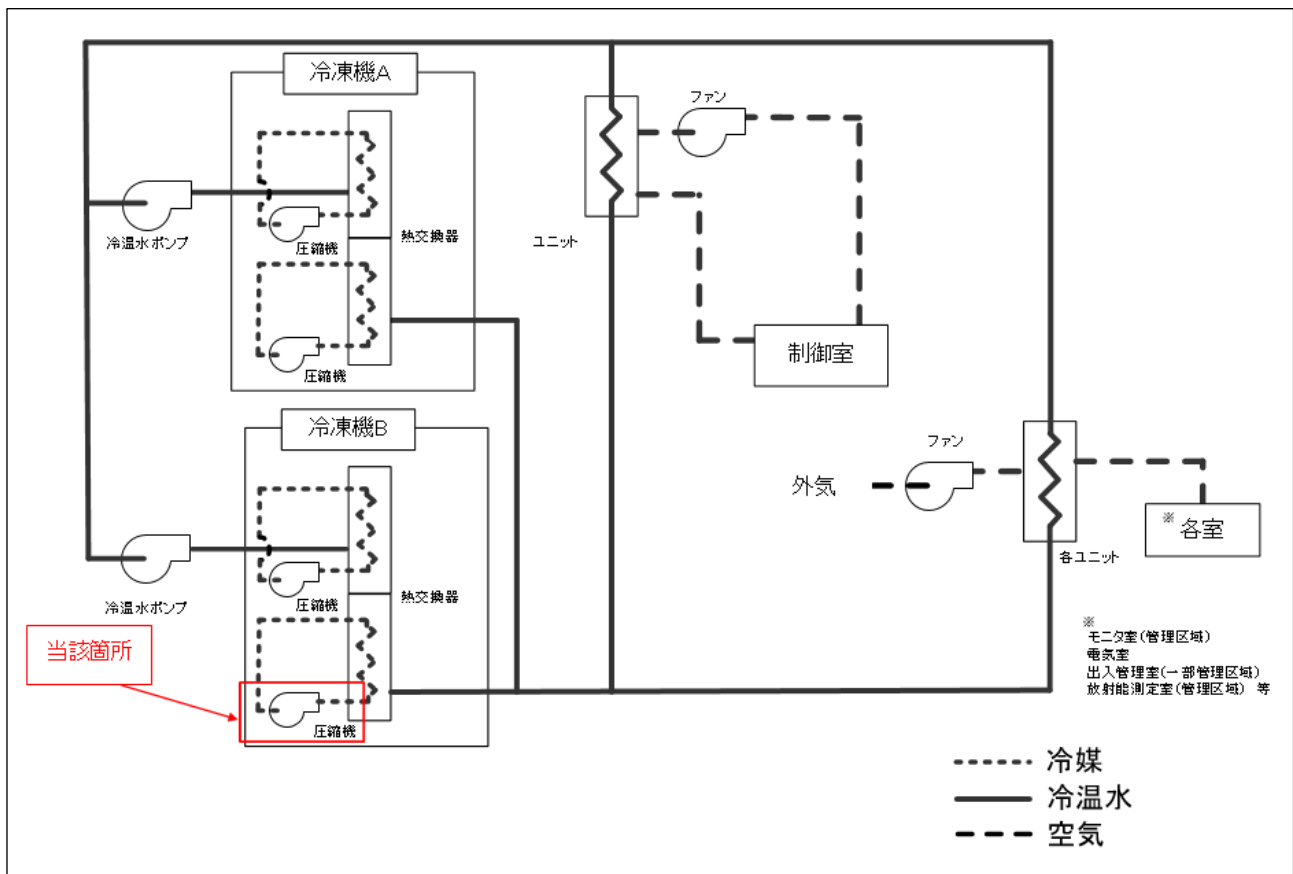 冷凍機A
ファン
冷温水ポンプ
圧縮機
熱交換器
ユニット
圧縮機
制御室
冷凍機B
ファン
外気
※
各室
各ユニット
冷温水ポンプ
圧縮機
熱交換器
当該箇所
圧縮機
※
モニタ室(管理区域)
電気室
出入管理室(一部管理区域)
放射能測定室(管理区域) 等
冷媒
冷温水
空気